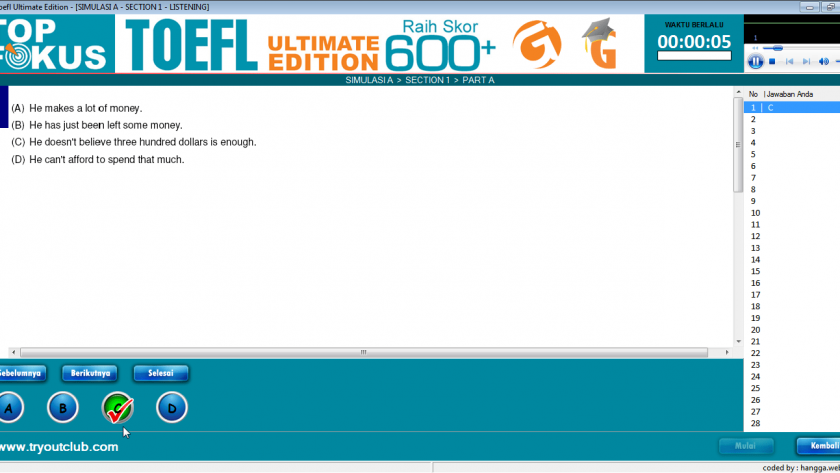 oefl Ultimate Edition - [SIMULASI A - SECTION 1 - LISTENING]
TOP
FOKUS
TOEFL
ULTIMATE
EDITION
Raih Skor
600+
WAKTU BERLALU
00:00:05
1
SIMULASI A > SECTION 1 > PART A
(A) He makes a lot of money.
(B) He has just been left some money.
(C) He doesn't believe three hundred dollars is enough.
(D) He can't afford to spend that much.
No | Jawaban Anda
1 | C
2
3
4
5
6
7
8
9
10
11
12
13
14
15
16
17
18
19
20
21
22
23
24
25
26
27
28
Sebelumnya Berikutnya Selesai
A B C D
www.tryoutclub.com
Mulai Kembali
coded by : hangga.we